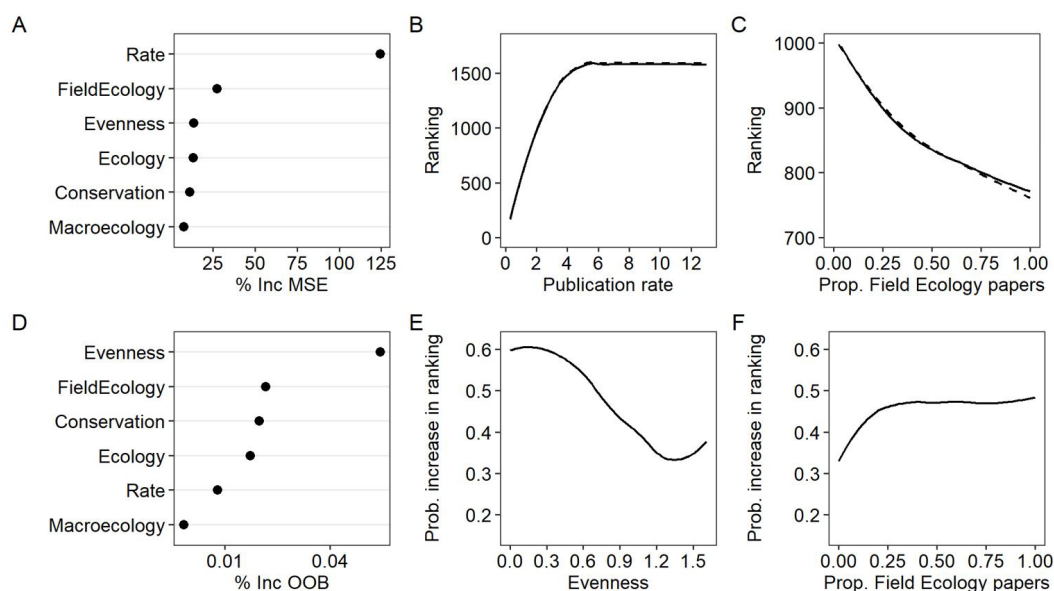 A
Rate
FieldEcology
Evenness
Ecology
Conservation
Macroecology
25 50 75 100 125
% Inc MSE
B
Ranking
1500
1000
500
0
0 2 4 6 8 10 12
Publication rate
C
Ranking
1000
900
800
700
0.00 0.25 0.50 0.75 1.00
Prop. Field Ecology papers
D
Evenness
FieldEcology
Conservation
Ecology
Rate
Macroecology
0.01 0.04
% Inc OOB
E
Prob. increase in ranking
0.6
0.5
0.4
0.3
0.2
0.0 0.3 0.6 0.9 1.2 1.5
Evenness
F
Prob. increase in ranking
0.6
0.5
0.4
0.3
0.2
0.00 0.25 0.50 0.75 1.00
Prop. Field Ecology papers